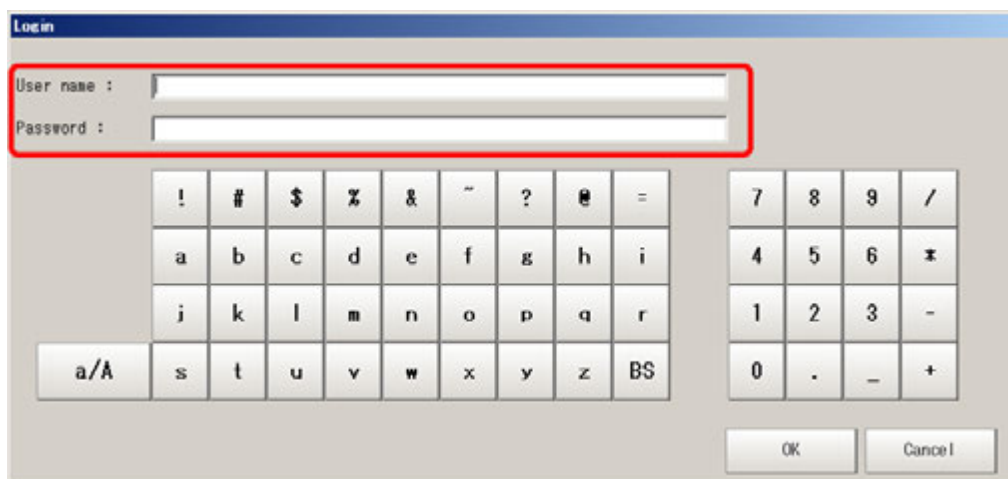 Login
User name :
Password :
! # $ % & ~ ? @ = 7 8 9 /
a b c d e f g h i 4 5 6 *
j k l m n o p q r 1 2 3 -
a/A s t u v w x y z BS 0 . _ +
OK Cancel